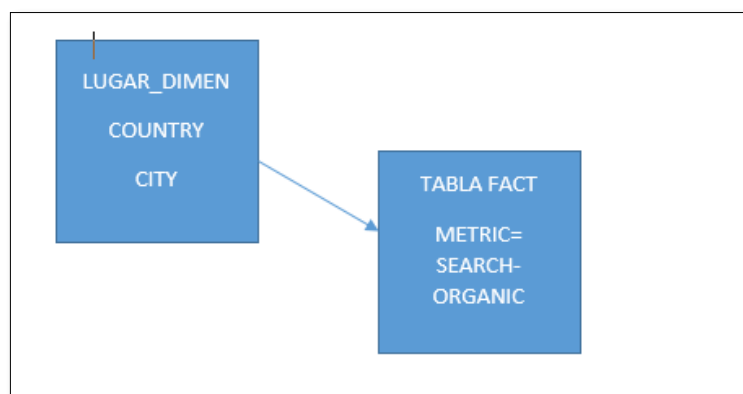 LUGAR_DIMEN
COUNTRY
CITY
TABLA FACT
METRIC=
SEARCH-
ORGANIC